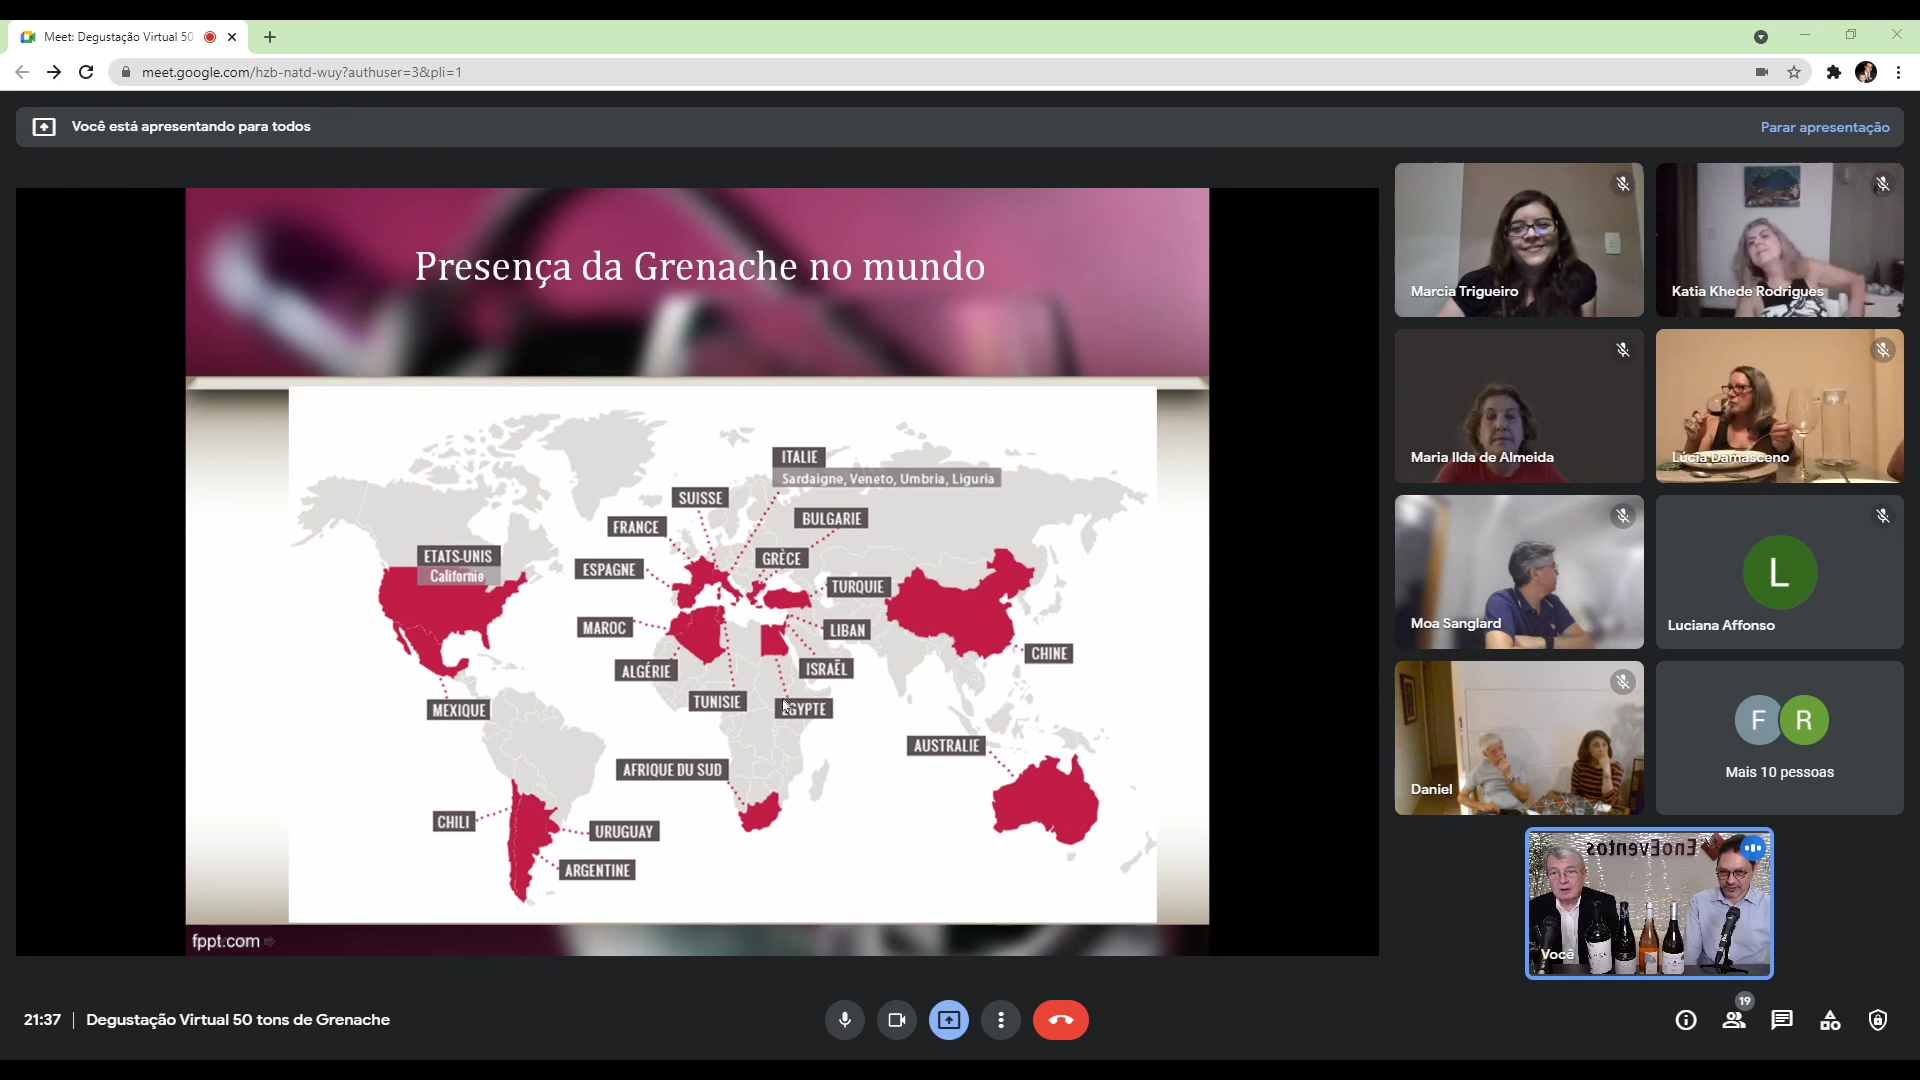 Meet: Degustação Virtual 50
meet.google.com/hzb-natd-wuy?authuser=3&pli=1
Você está apresentando para todos
Parar apresentação
Presença da Grenache no mundo
ITALIE
Sardaigne, Veneto, Umbria, Liguria
SUISSE
BULGARIE
FRANCE
ETATS-UNIS
Californie
GRÈCE
ESPAGNE
TURQUIE
MAROC
LIBAN
CHINE
ALGÉRIE
ISRAËL
TUNISIE
EGYPTE
MEXIQUE
AUSTRALIE
AFRIQUE DU SUD
CHILI
URUGUAY
ARGENTINE
fppt.com
Marcia Trigueiro
Katia Khede Rodrigues
Maria Ilda de Almeida
Lúcia Damasceno
Moa Sanglard
L
Luciana Affonso
Daniel
F R
Mais 10 pessoas
EnoEventos
Você
21:37 | Degustação Virtual 50 tons de Grenache
19